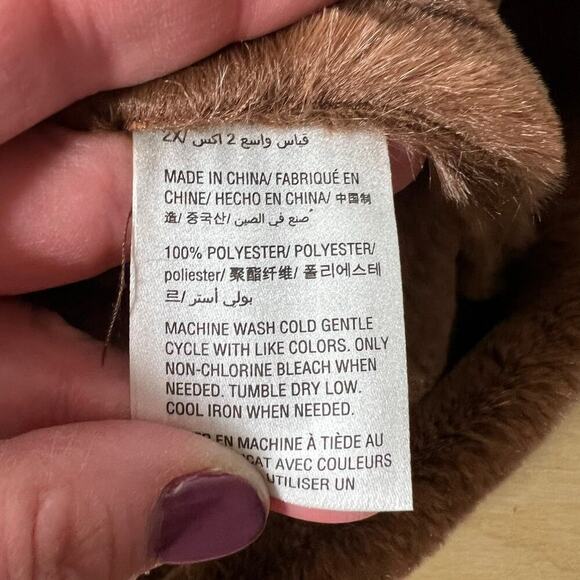 2X/ قياس واسع 2 اكس
MADE IN CHINA/ FABRIQUÉ EN
CHINE/ HECHO EN CHINA/ 中国制
造/ 중국산/ صنع في الصين
100% POLYESTER/ POLYESTER/
poliester/ 聚酯纤维/ 폴리에스테
르/ بولي أستر
MACHINE WASH COLD GENTLE
CYCLE WITH LIKE COLORS. ONLY
NON-CHLORINE BLEACH WHEN
NEEDED. TUMBLE DRY LOW.
COOL IRON WHEN NEEDED.
EN MACHINE À TIÈDE AU
AVEC COULEURS
UTILISER UN